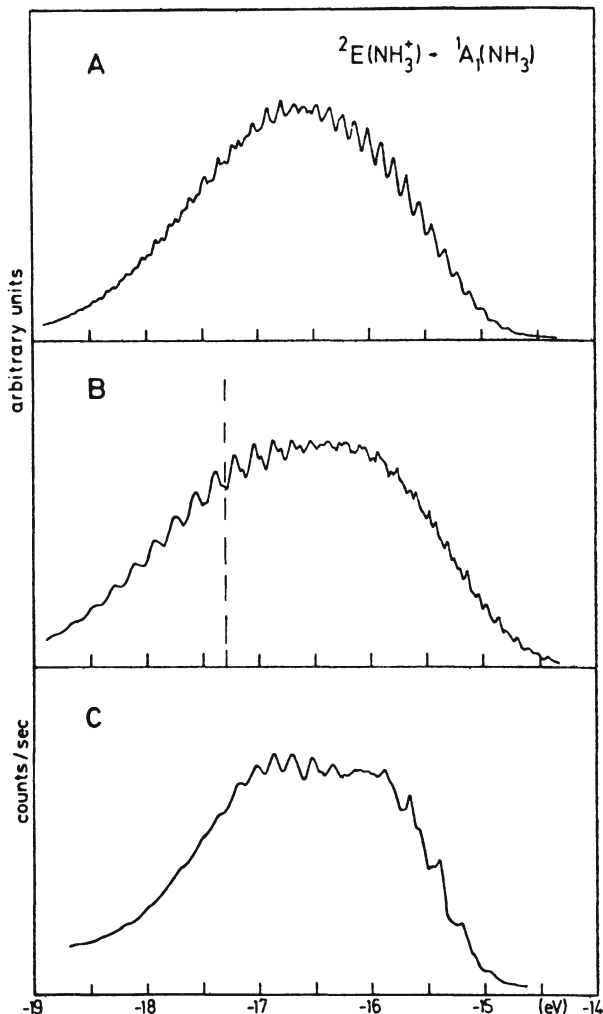 A
²E(NH₃⁺) - ¹A₁(NH₃)
arbitrary units
B
C
counts/sec
-19 -18 -17 -16 -15 (eV) -14